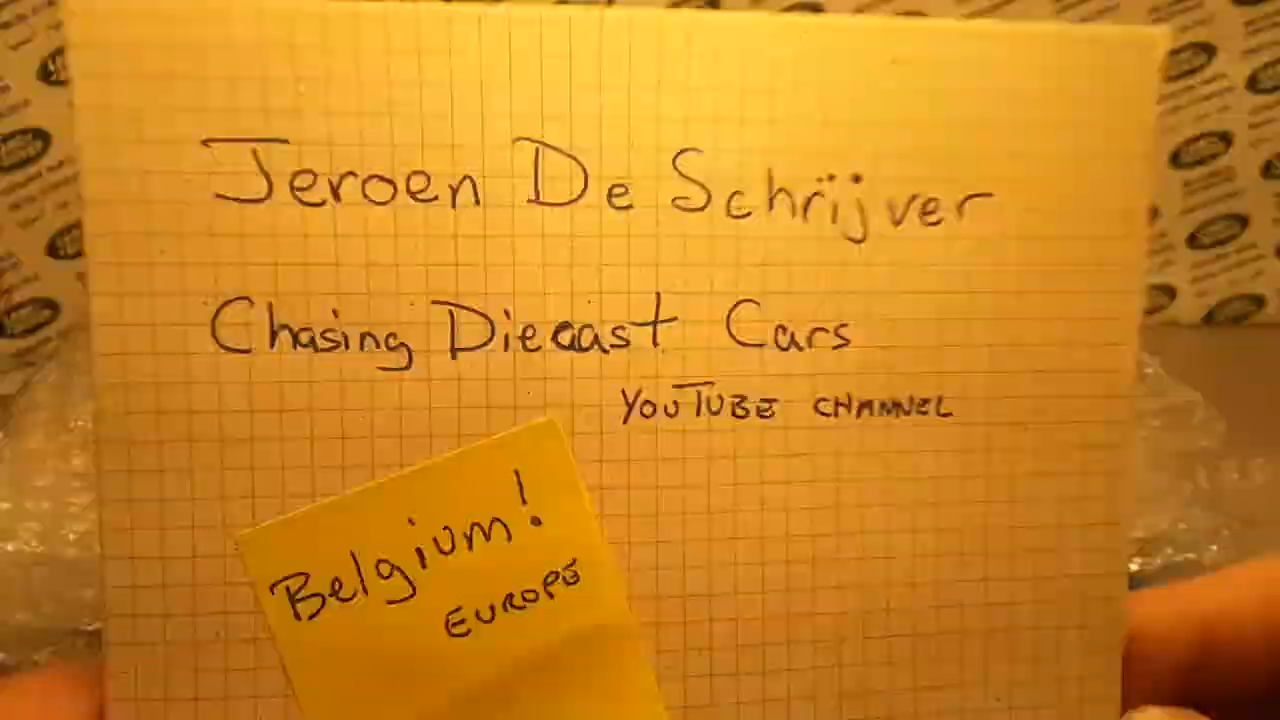 Jeroen De Schrijver
Chasing Diecast Cars
YOUTUBE CHANNEL
Belgium!
EUROPE